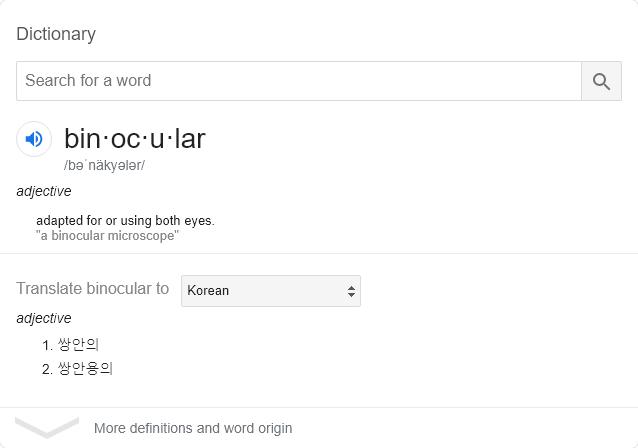 Dictionary
Search for a word
bin·oc·u·lar
/bəˈnäkyələr/
adjective
adapted for or using both eyes.
"a binocular microscope"
Translate binocular to Korean
adjective
1. 쌍안의
2. 쌍안용의
More definitions and word origin